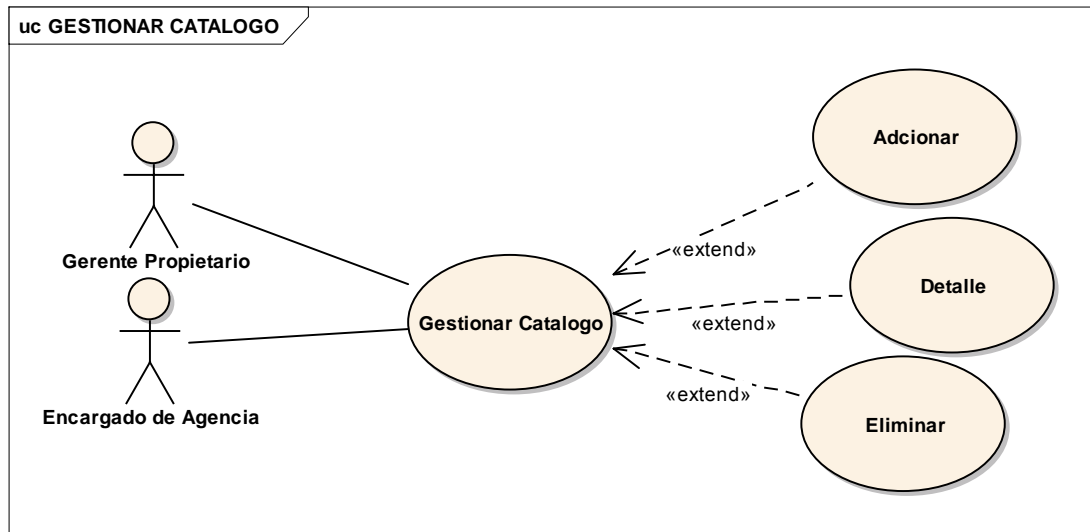 uc GESTIONAR CATALOGO
Gerente Propietario
Encargado de Agencia
Gestionar Catalogo
Adcionar
«extend»
Detalle
«extend»
Eliminar
«extend»